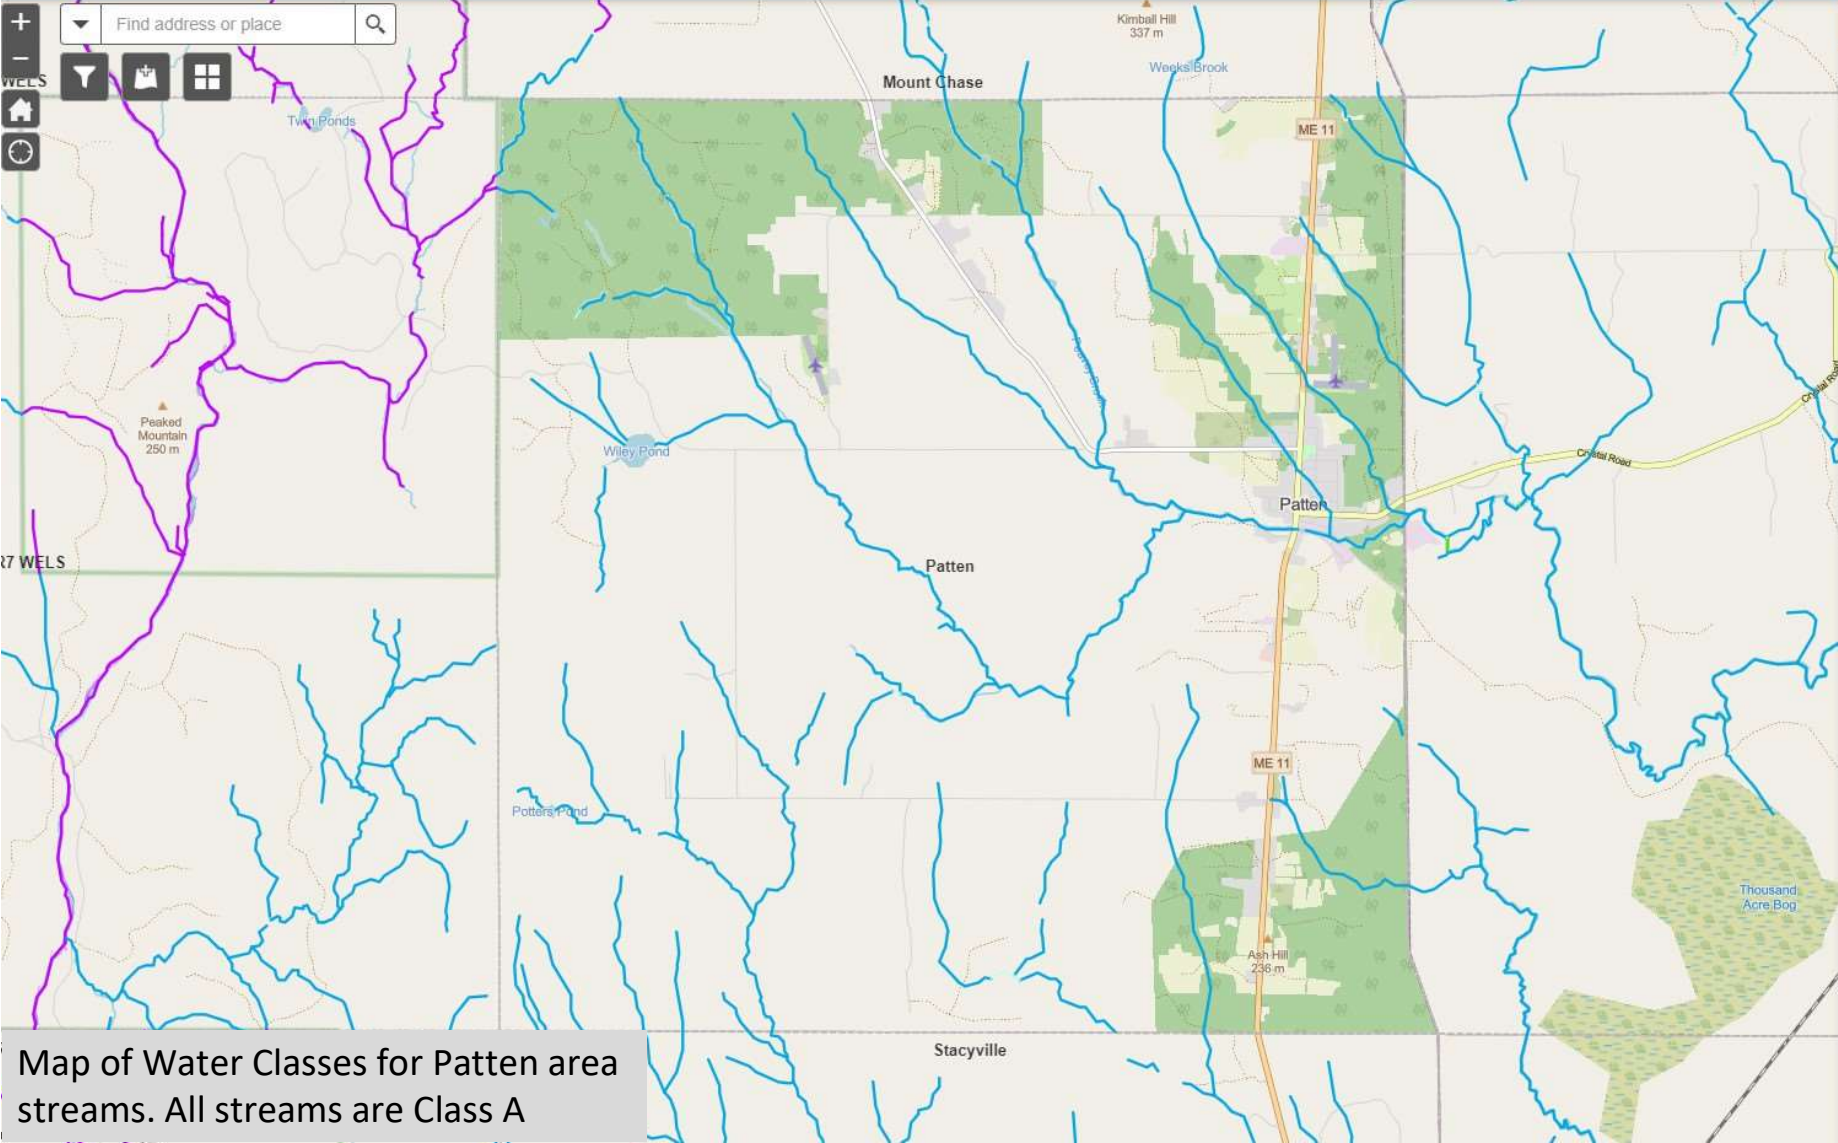 +
Find address or place
−
Kimball Hill
337 m
Weeks Brook
WELS
Mount Chase
Twin Ponds
ME 11
Peaked
Mountain
250 m
Wiley Pond
Crystal Road
Crystal Road
Patten
R7 WELS
Patten
ME 11
Potters Pond
Thousand
Acre Bog
Ash Hill
236 m
Stacyville
Map of Water Classes for Patten area
streams. All streams are Class A